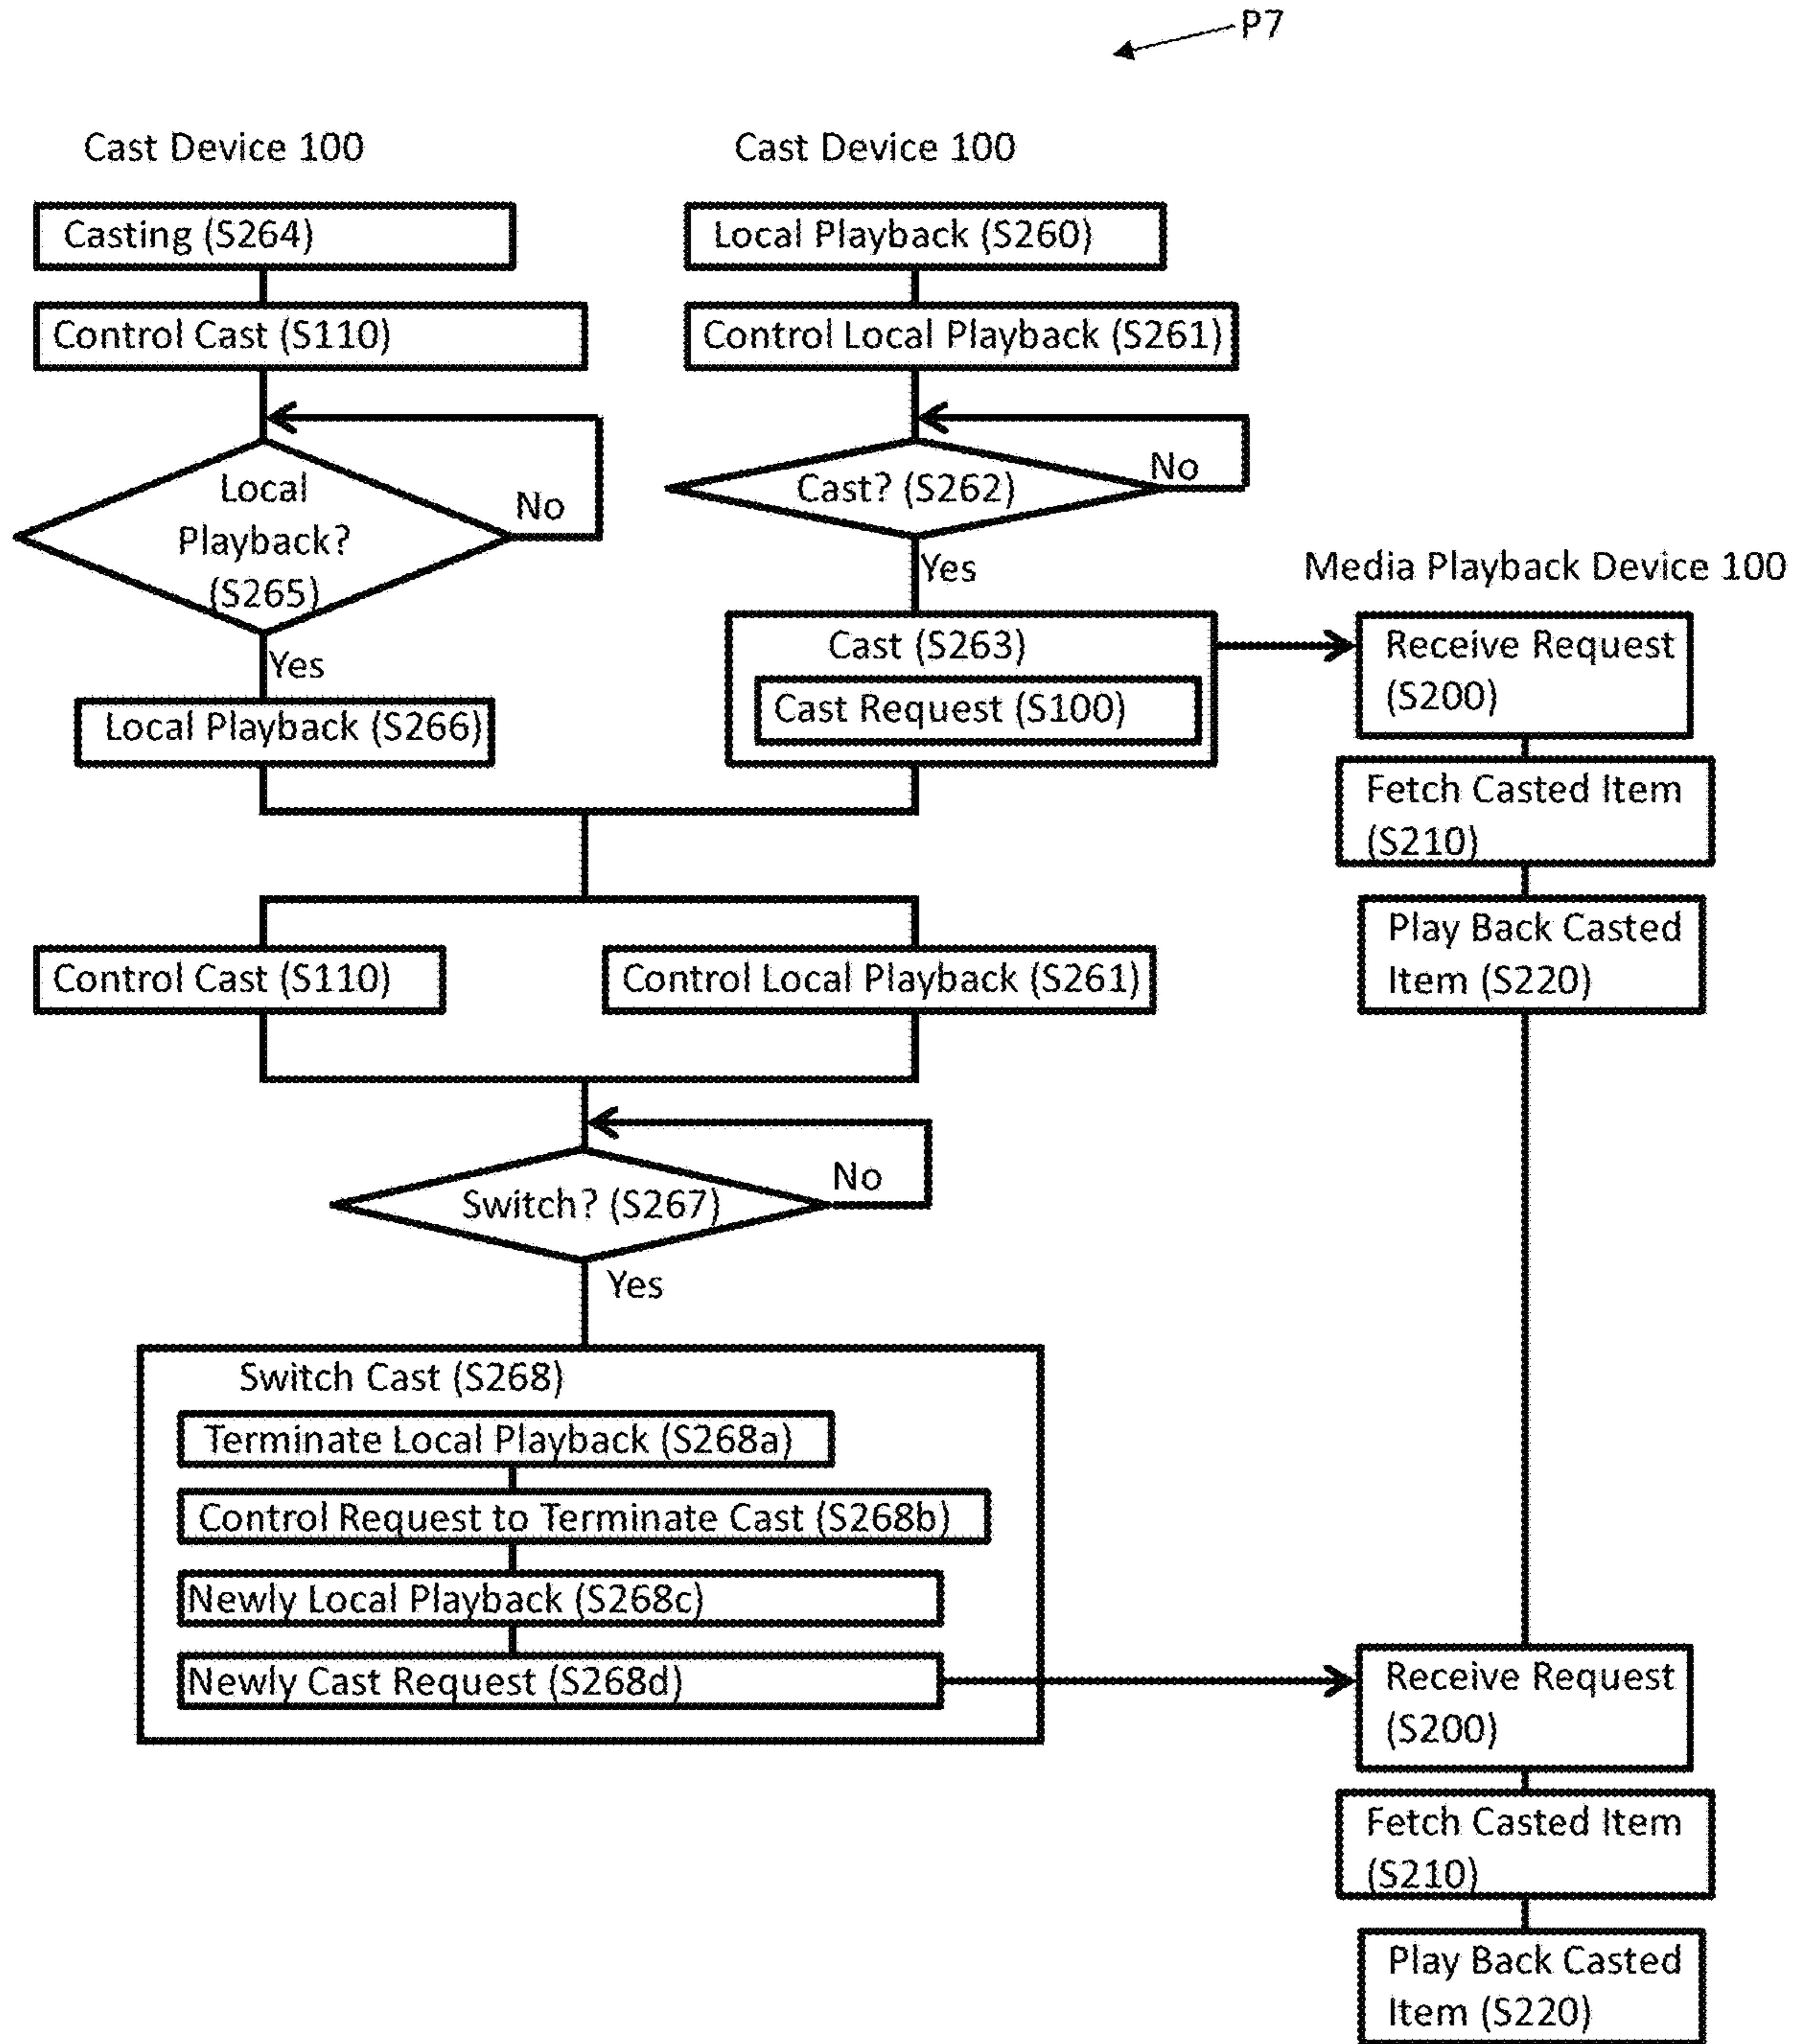 P7
Cast Device 100
Casting (S264)
Control Cast (S110)
Local
Playback?
(S265)
No
Yes
Local Playback (S266)
Cast Device 100
Local Playback (S260)
Control Local Playback (S261)
Cast? (S262)
No
Yes
Cast (S263)
Cast Request (S100)
Media Playback Device 100
Receive Request
(S200)
Fetch Casted Item
(S210)
Play Back Casted
Item (S220)
Control Cast (S110)
Control Local Playback (S261)
Switch? (S267)
No
Yes
Switch Cast (S268)
Terminate Local Playback (S268a)
Control Request to Terminate Cast (S268b)
Newly Local Playback (S268c)
Newly Cast Request (S268d)
Receive Request
(S200)
Fetch Casted Item
(S210)
Play Back Casted
Item (S220)